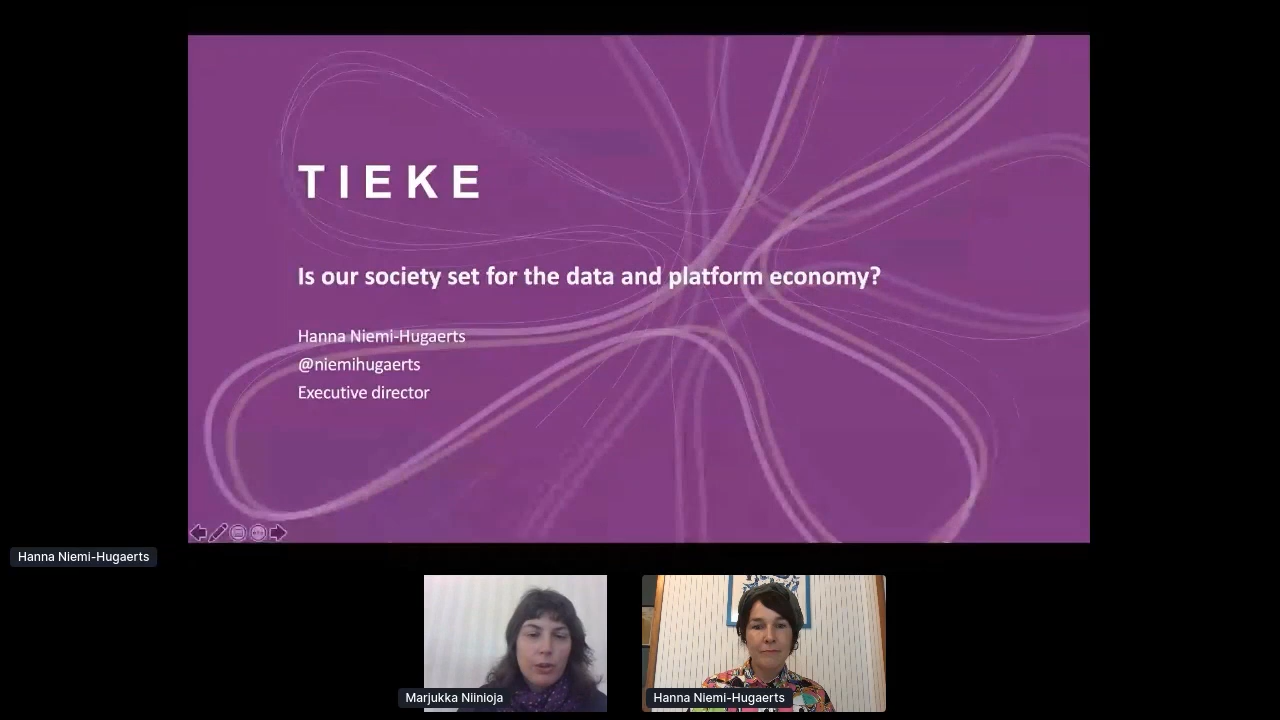 TIEKE
Is our society set for the data and platform economy?
Hanna Niemi-Hugaerts
@niemihugaerts
Executive director
Hanna Niemi-Hugaerts
Marjukka Niinioja
Hanna Niemi-Hugaerts